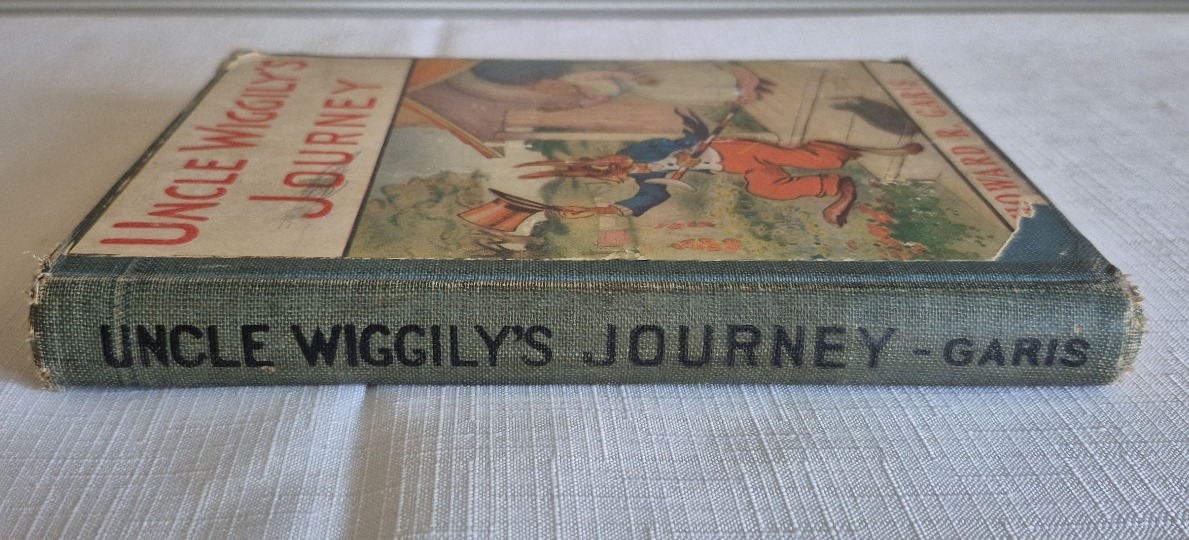 UNCLE WIGGILY'S
JOURNEY
HOWARD R. GARIS
UNCLE WIGGILY'S JOURNEY - GARIS